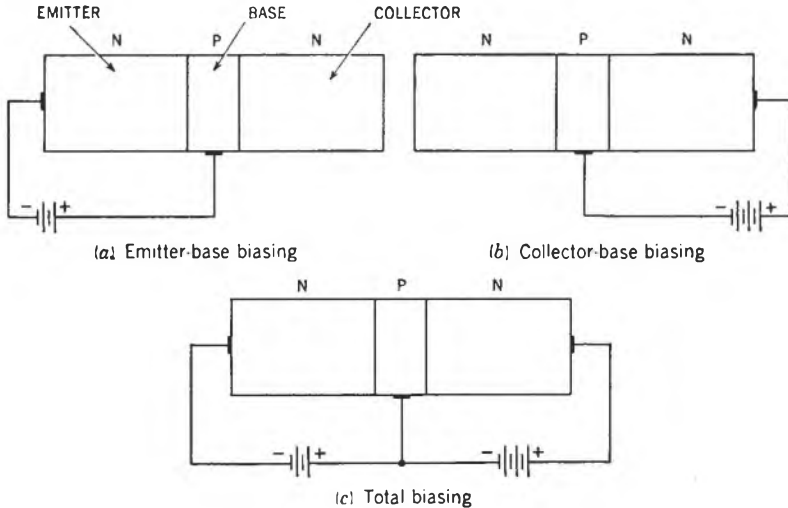 EMITTER BASE COLLECTOR
N P N
N P N
- +
- +
(a) Emitter-base biasing
(b) Collector-base biasing
N P N
- +
- +
(c) Total biasing